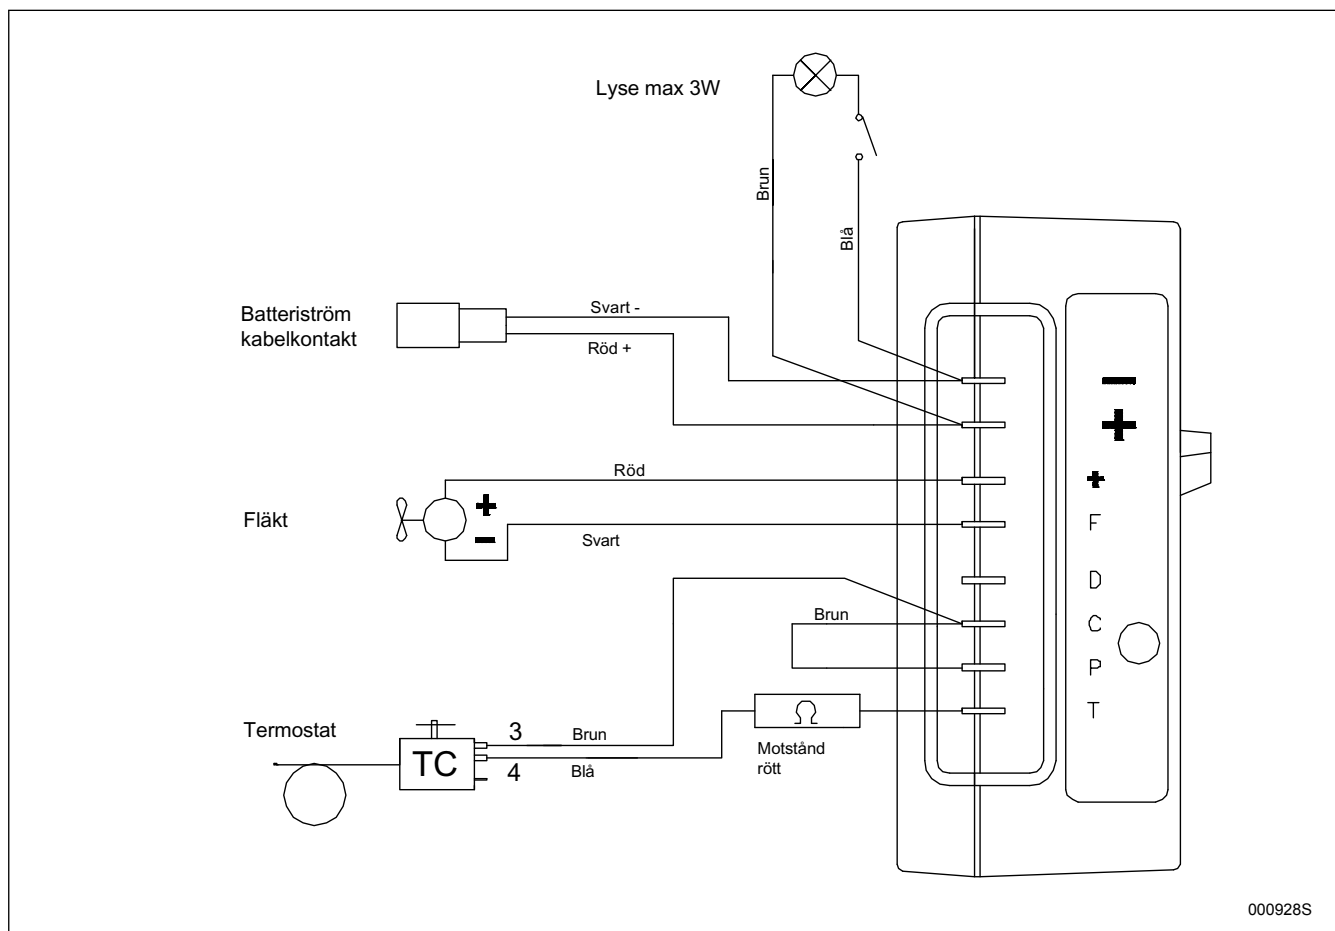 Lyse max 3W
Brun
Blå
Batteriström
kabelkontakt
Svart -
Röd +
−
+
Röd
+
Fläkt
+
−
Svart
F
D
Brun
C
P
T
Termostat
TC
3
Brun
4
Blå
Ω
Motstånd
rött
000928S